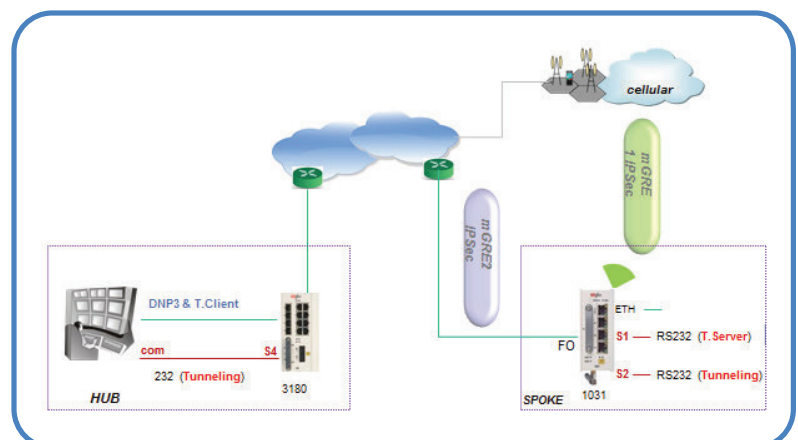 cellular
mGRE
1 IPSec
mGRE2
iPSec
DNP3 & T.Client
com
S4
232 (Tunneling)
3180
HUB
ETH
S1
RS232 (T.Server)
FO
S2
RS232 (Tunneling)
SPOKE
1031